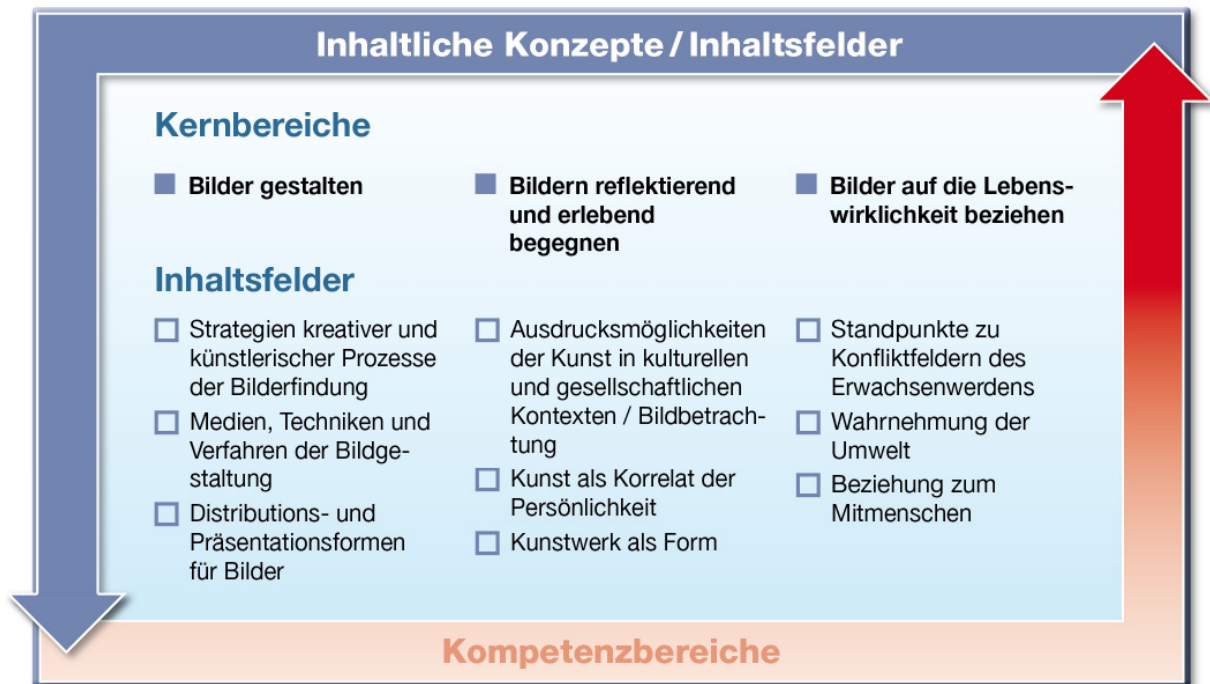 Inhaltliche Konzepte / Inhaltsfelder
Kernbereiche
Bilder gestalten
Bildern reflektierend
und erlebend
begegnen
Bilder auf die Lebens-
wirklichkeit beziehen
Inhaltsfelder
Strategien kreativer und
künstlerischer Prozesse
der Bilderfindung
Medien, Techniken und
Verfahren der Bildge-
staltung
Distributions- und
Präsentationsformen
für Bilder
Ausdrucksmöglichkeiten
der Kunst in kulturellen
und gesellschaftlichen
Kontexten / Bildbetrach-
tung
Kunst als Korrelat der
Persönlichkeit
Kunstwerk als Form
Standpunkte zu
Konfliktfeldern des
Erwachsenwerdens
Wahrnehmung der
Umwelt
Beziehung zum
Mitmenschen
Kompetenzbereiche